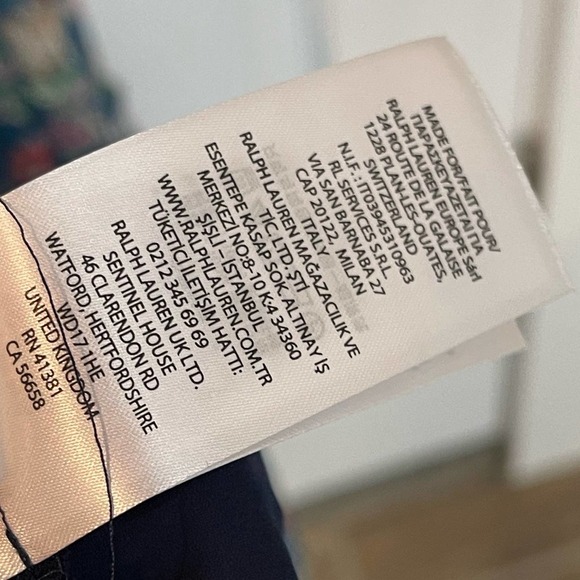 MADE FOR/FAIT POUR/
ΠΑΡΑΣΚΕΥΑΖΕΤΑΙ ΓΙΑ
RALPH LAUREN EUROPE Sàrl
24 ROUTE DE LA GALAISE
1228 PLAN-LES-OUATES,
SWITZERLAND
N.I.F.: IT03945310963
RL SERVICES S.R.L.
VIA SAN BARNABA 27
CAP 20122, MILAN
ITALY
RALPH LAUREN MAĞAZACILIK VE
TİC. LTD. ŞTİ
ESENTEPE KASAP SOK. ALTINAY İŞ
MERKEZİ NO:8-10 K:4 34360
ŞİŞLİ - İSTANBUL
WWW.RALPHLAUREN.COM.TR
TÜKETİCİ İLETİŞİM HATTI:
0212 345 69 69
RALPH LAUREN UK LTD.
SENTINEL HOUSE
46 CLARENDON RD
WATFORD, HERTFORDSHIRE
WD17 1HE
UNITED KINGDOM
RN 41381
CA 56658